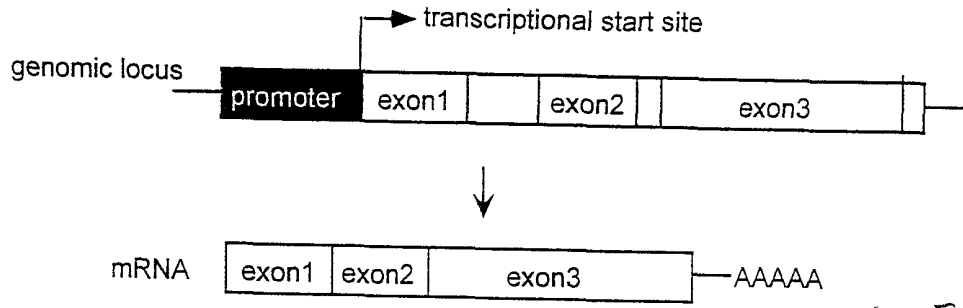 transcriptional start site
genomic locus
promoter exon1 exon2 exon3
mRNA exon1 exon2 exon3 AAAAA